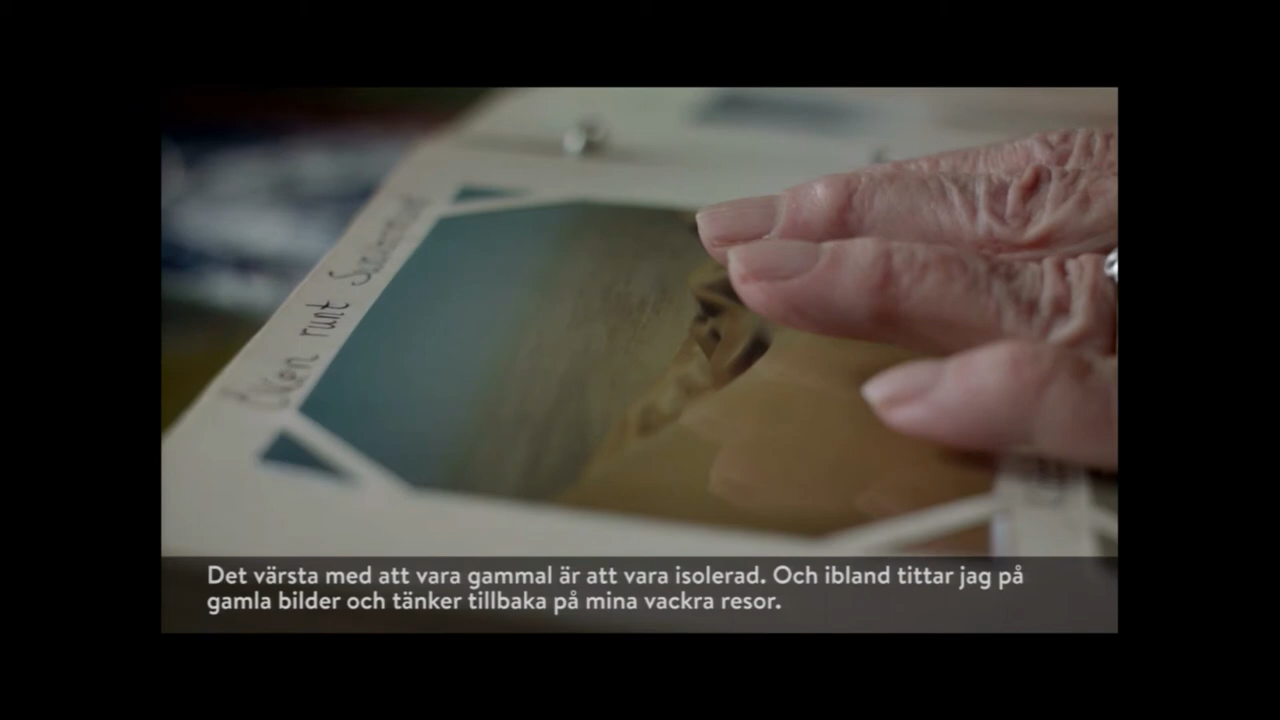 runt
Det värsta med att vara gammal är att vara isolerad. Och ibland tittar jag på
gamla bilder och tänker tillbaka på mina vackra resor.